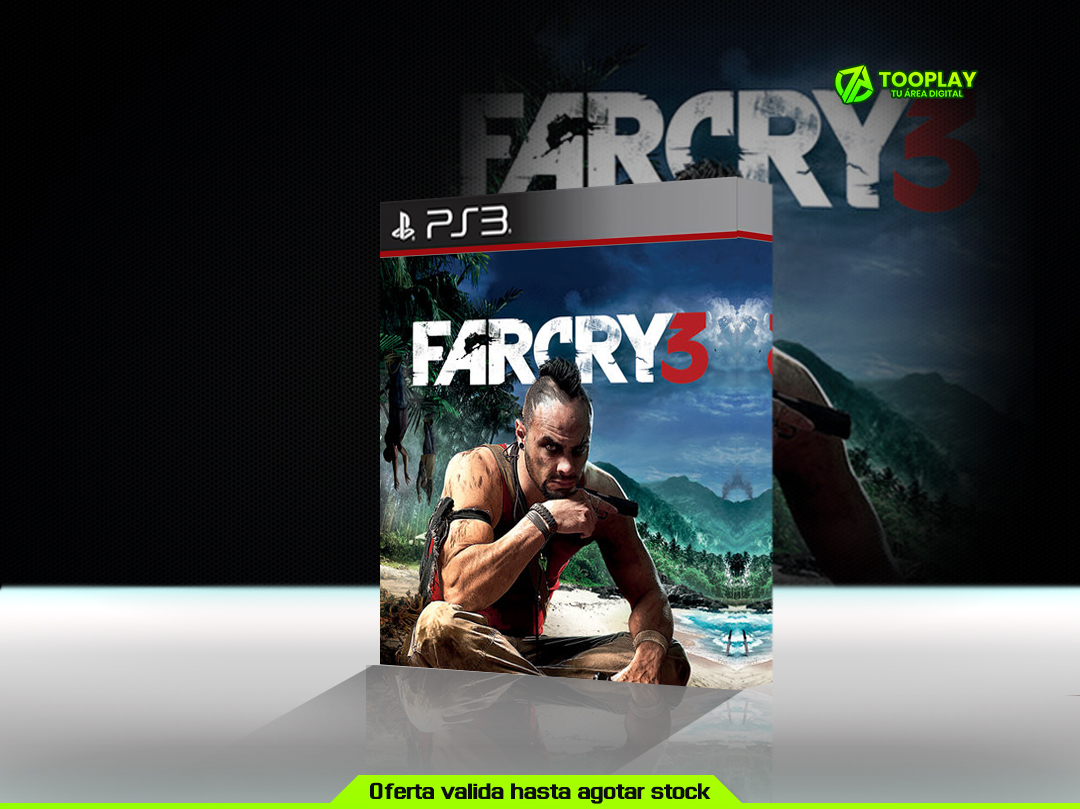 TOOPLAY
TU ÁREA DIGITAL
FARCRY3
PS3
FARCRY3
Oferta valida hasta agotar stock